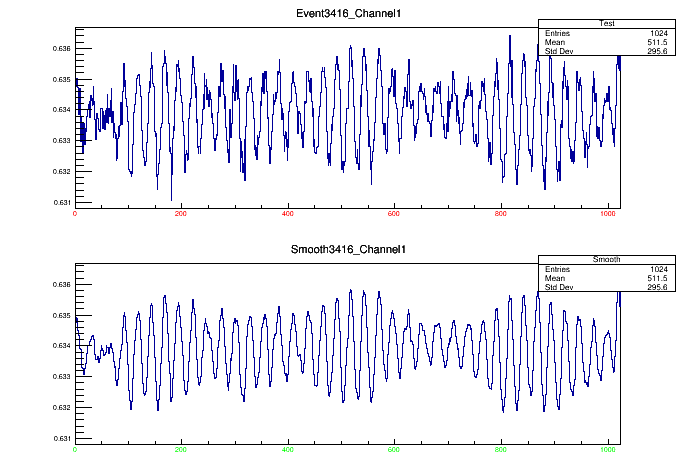 Event3416_Channel1
Test
Entries 1024
Mean 511.5
Std Dev 295.6
0.636
0.635
0.634
0.633
0.632
0.631
0 200 400 600 800 1000
Smooth3416_Channel1
Smooth
Entries 1024
Mean 511.5
Std Dev 295.6
0.636
0.635
0.634
0.633
0.632
0.631
0 200 400 600 800 1000